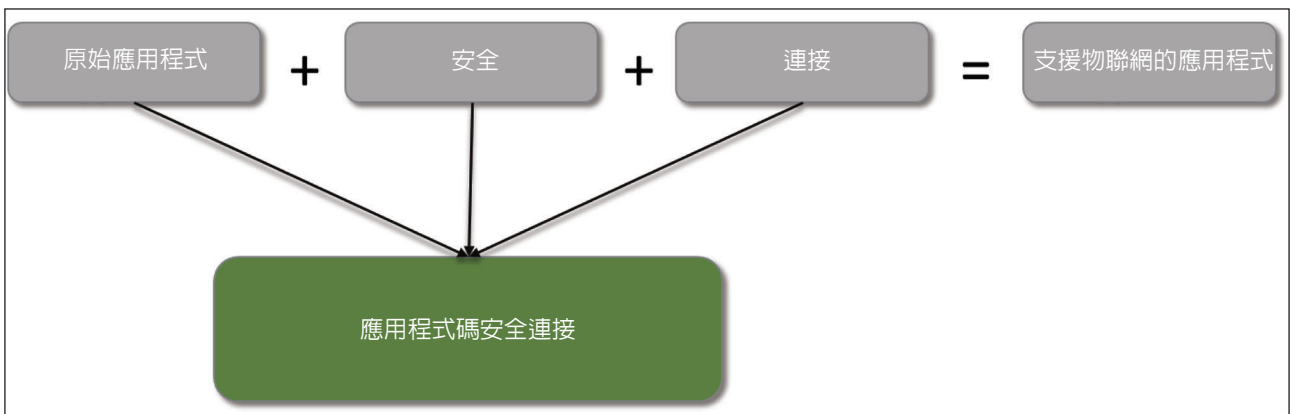 原始應用程式 + 安全 + 連接 = 支援物聯網的應用程式
應用程式碼安全連接